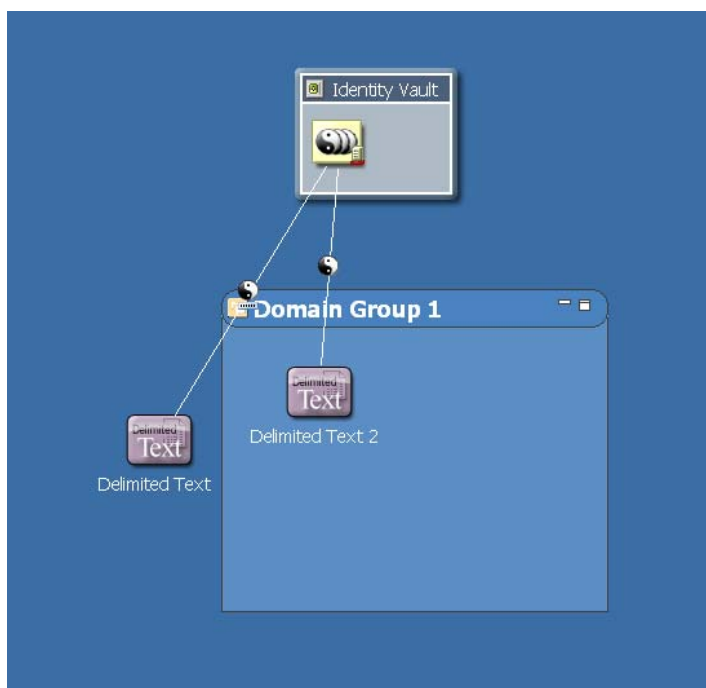 Identity Vault
Domain Group 1
Delimited
Text
Delimited Text 2
Delimited
Text
Delimited Text